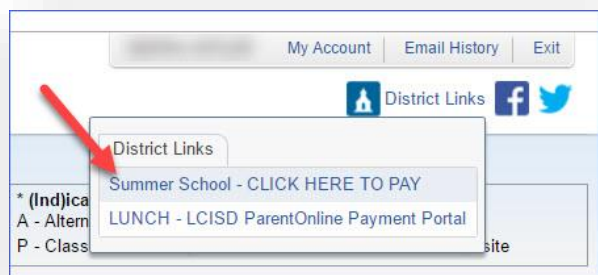 My Account Email History Exit
District Links
District Links
Summer School - CLICK HERE TO PAY
LUNCH - LCISD ParentOnline Payment Portal
* (Ind)ica
A - Altern
P - Class site